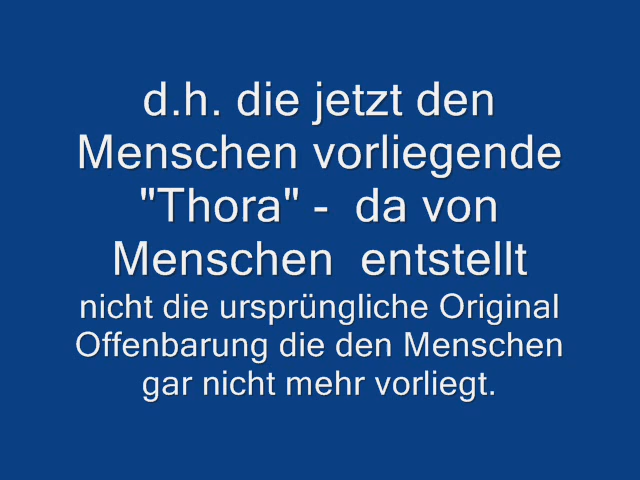 d.h. die jetzt den
Menschen vorliegende
"Thora" -  da von
Menschen  entstellt
nicht die ursprüngliche Original
Offenbarung die den Menschen
gar nicht mehr vorliegt.